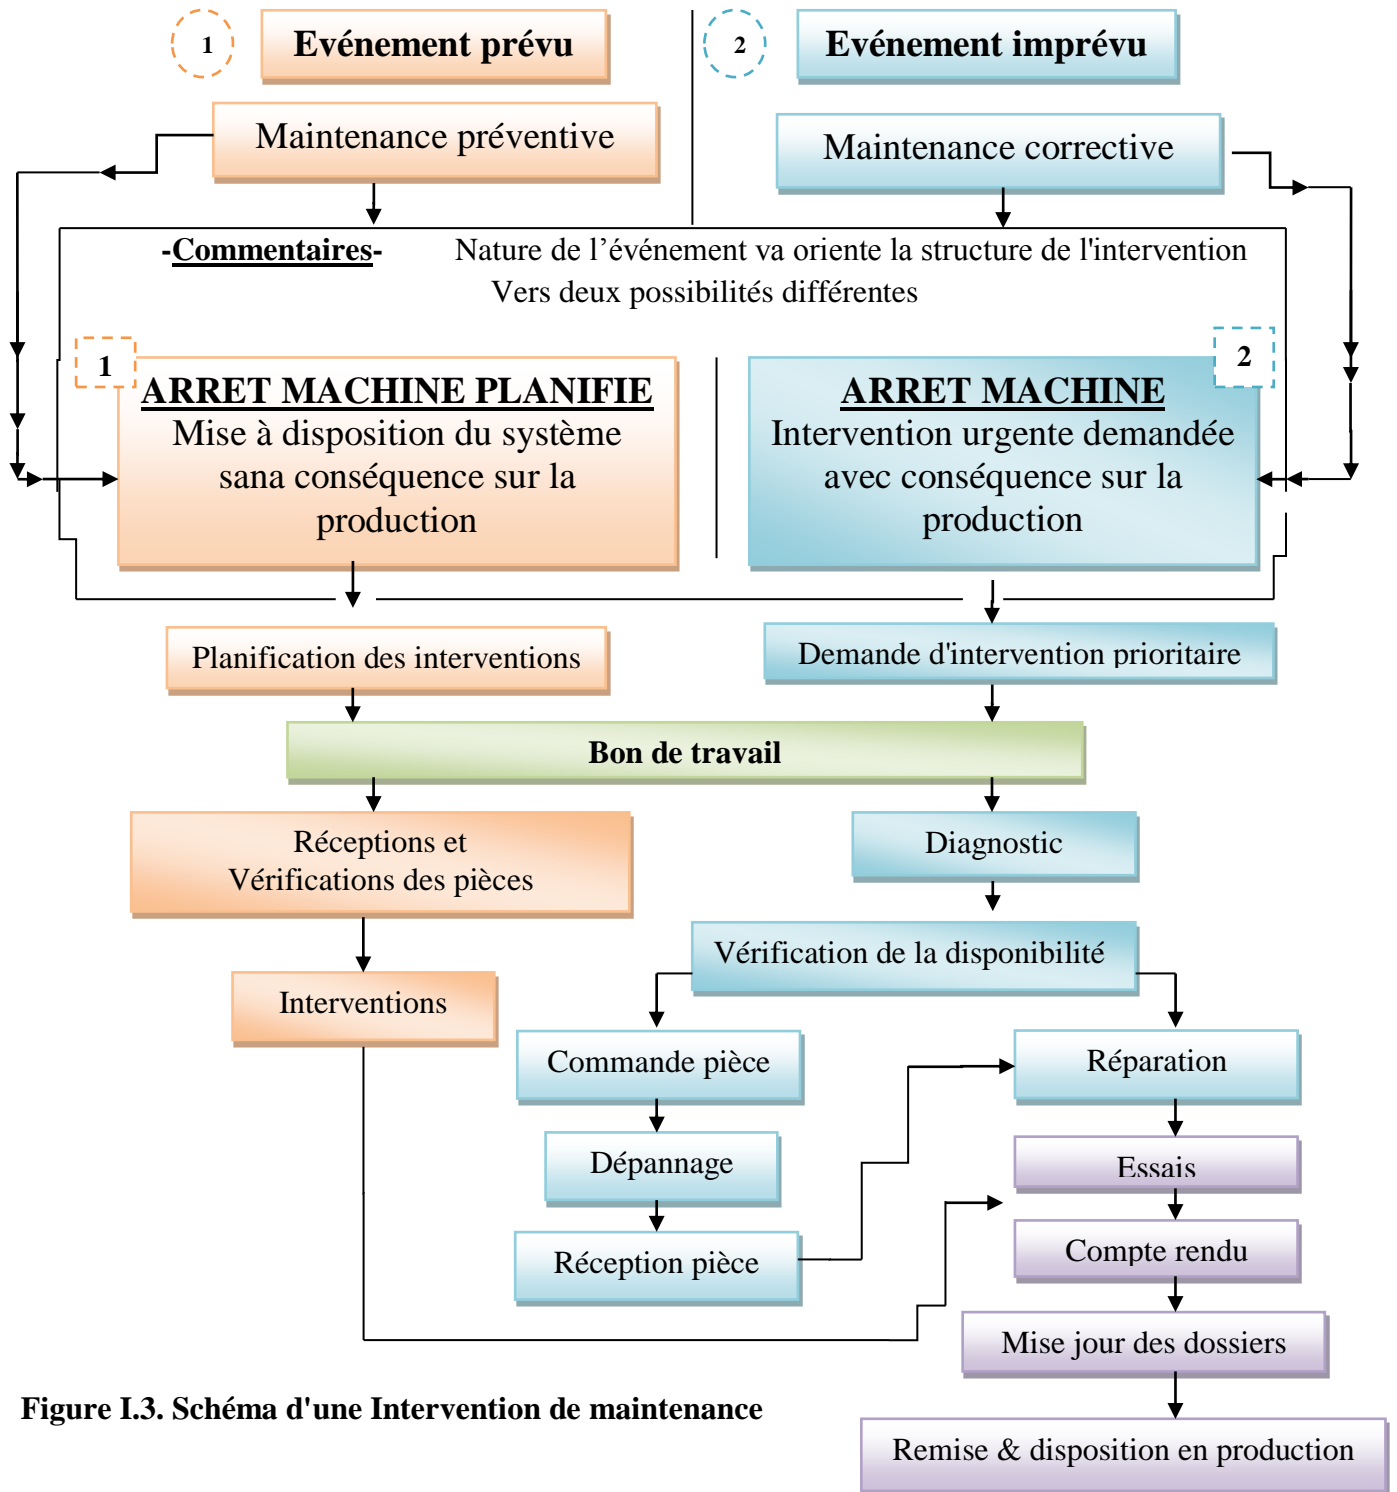 1
Evénement prévu
2
Evénement imprévu
Maintenance préventive
Maintenance corrective
-Commentaires- Nature de l’événement va oriente la structure de l'intervention
Vers deux possibilités différentes
1
ARRET MACHINE PLANIFIE
Mise à disposition du système
sana conséquence sur la
production
2
ARRET MACHINE
Intervention urgente demandée
avec conséquence sur la
production
Planification des interventions
Demande d'intervention prioritaire
Bon de travail
Réceptions et
Vérifications des pièces
Diagnostic
Vérification de la disponibilité
Interventions
Commande pièce
Réparation
Dépannage
Essais
Réception pièce
Compte rendu
Mise jour des dossiers
Figure I.3. Schéma d'une Intervention de maintenance
Remise & disposition en production